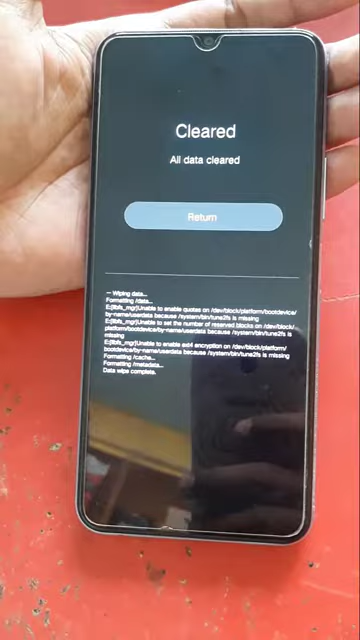 Cleared
All data cleared
Return
-- Wiping data...
Formatting /data...
E:[libfs_mgr]Unable to enable quotas on /dev/block/platform/bootdevice/
by-name/userdata because /system/bin/tune2fs is missing
E:[libfs_mgr]Unable to set the number of reserved blocks on /dev/block/
platform/bootdevice/by-name/userdata because /system/bin/tune2fs is
missing
E:[libfs_mgr]Unable to enable ext4 encryption on /dev/block/platform/
bootdevice/by-name/userdata because /system/bin/tune2fs is missing
Formatting /cache...
Formatting /metadata...
Data wipe complete.